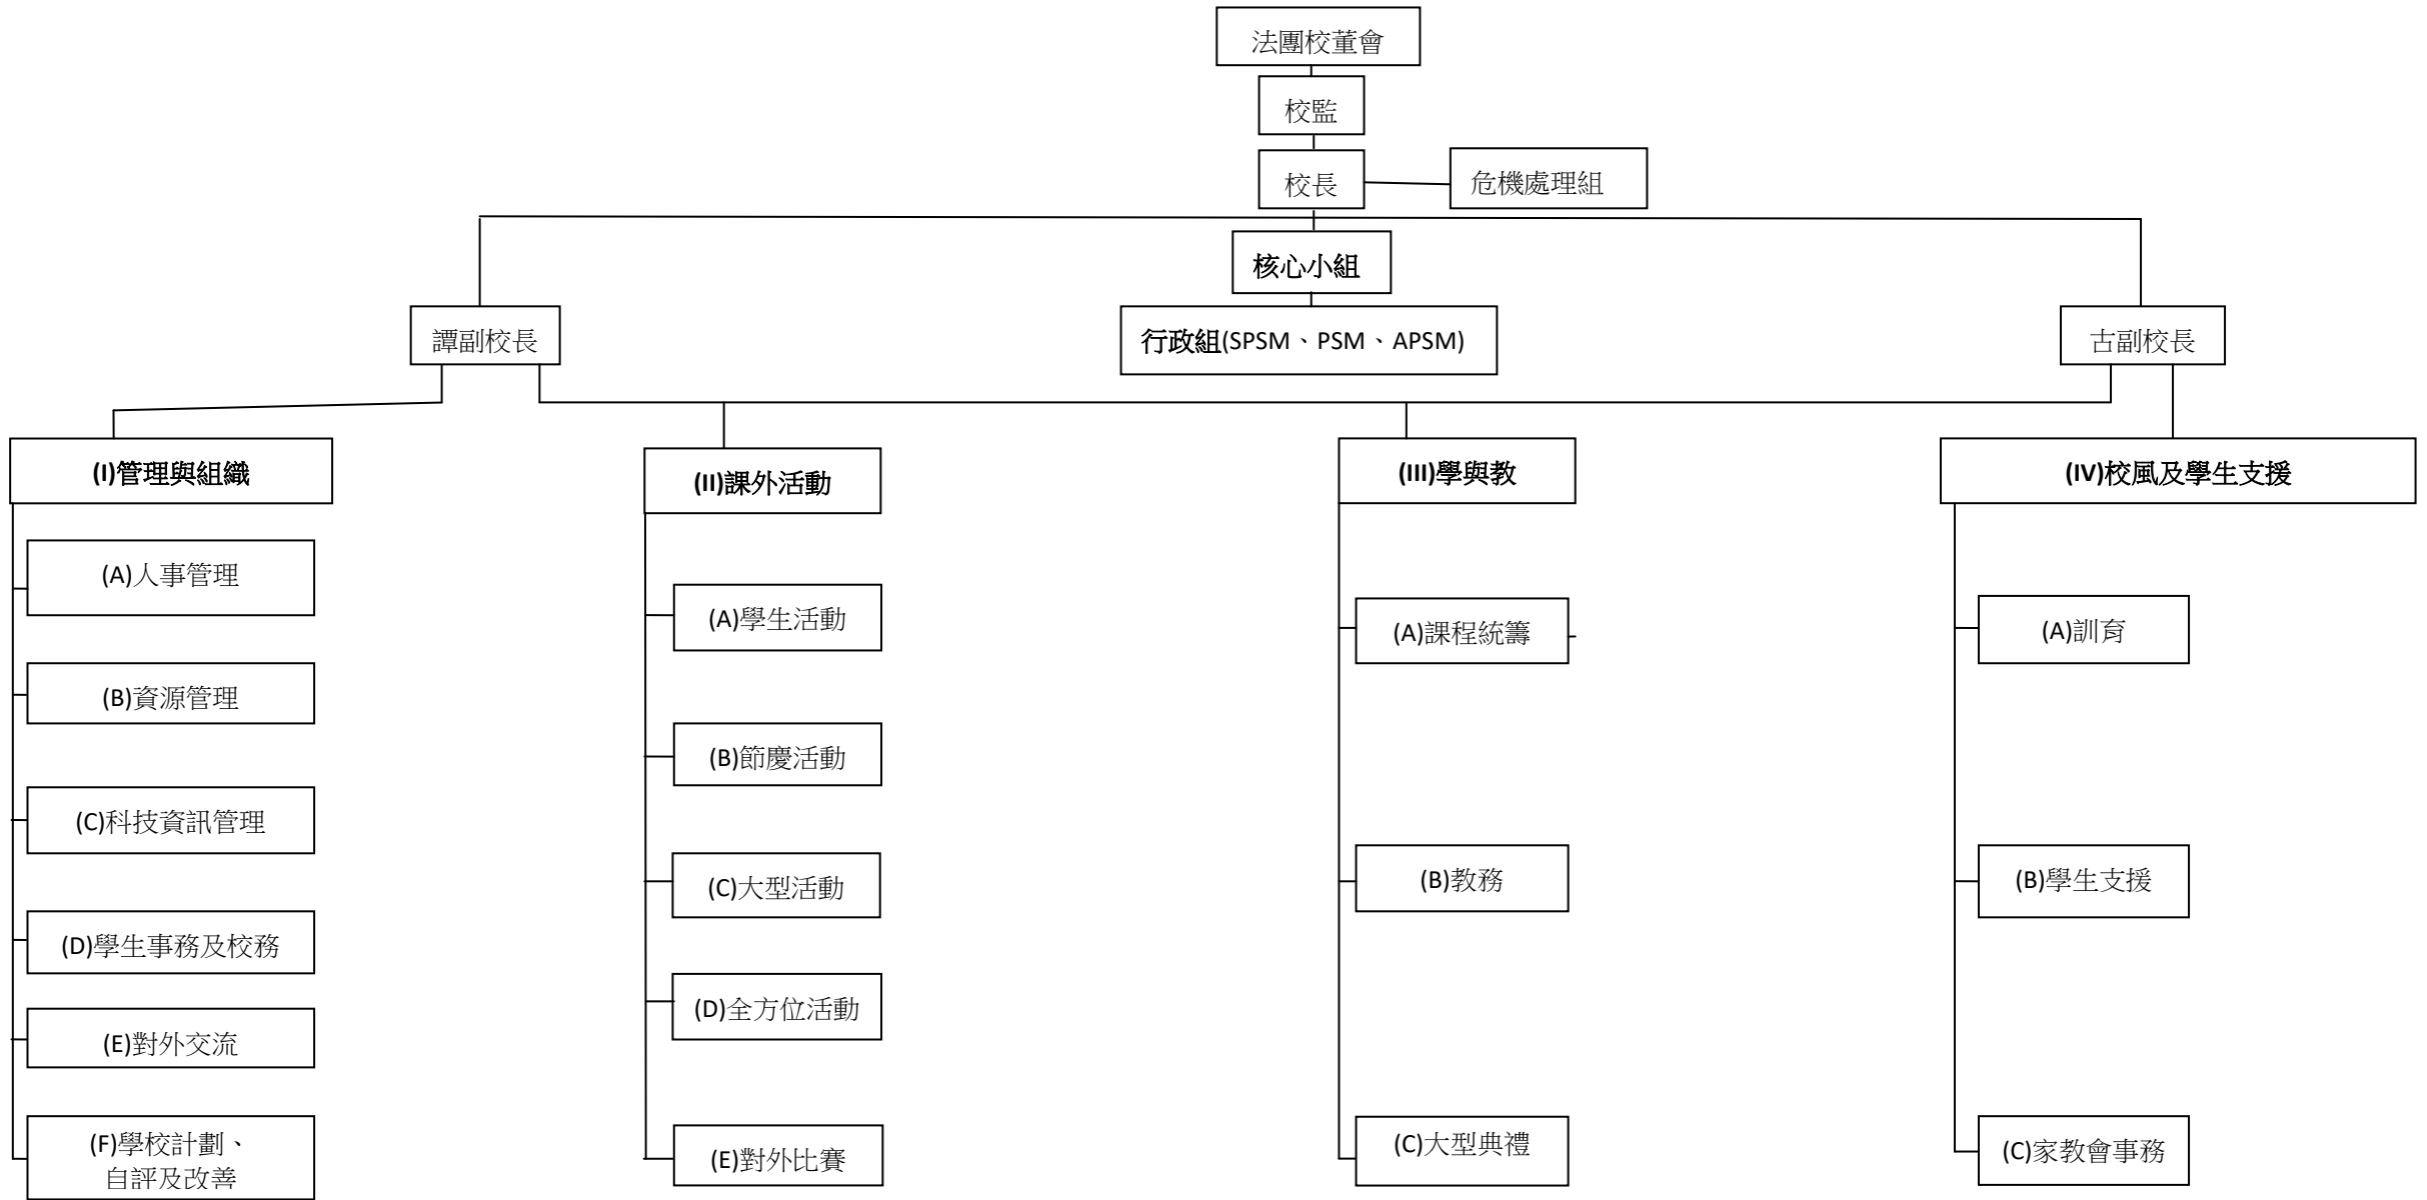 法團校董會
校監
校長
危機處理組
核心小組
譚副校長
行政組(SPSM、PSM、APSM)
古副校長
(I)管理與組織
(A)人事管理
(B)資源管理
(C)科技資訊管理
(D)學生事務及校務
(E)對外交流
(F)學校計劃、
自評及改善
(II)課外活動
(A)學生活動
(B)節慶活動
(C)大型活動
(D)全方位活動
(E)對外比賽
(III)學與教
(A)課程統籌
(B)教務
(C)大型典禮
(IV)校風及學生支援
(A)訓育
(B)學生支援
(C)家教會事務